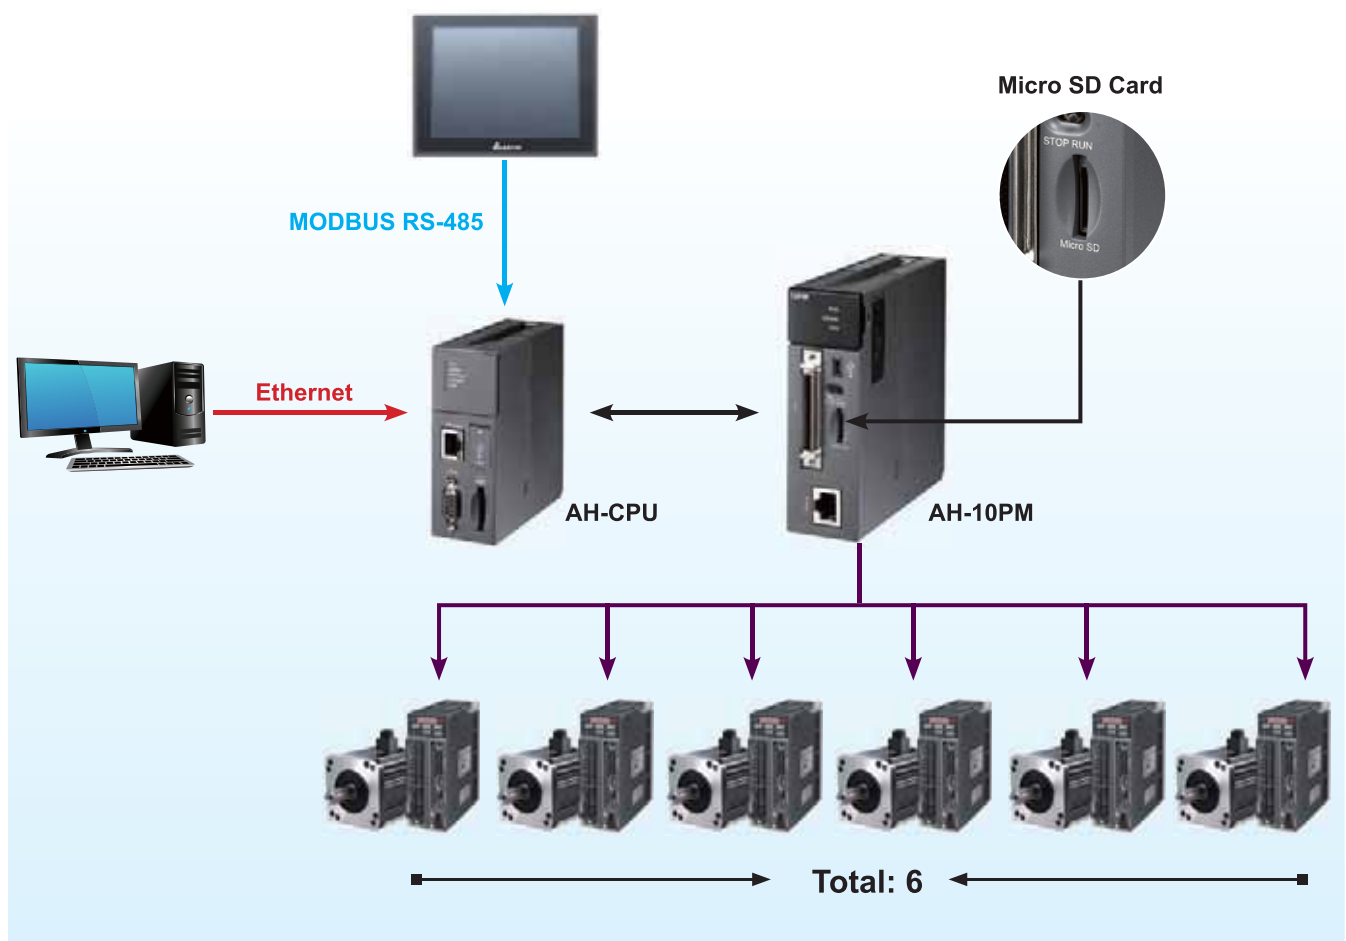 Micro SD Card
STOP RUN
Micro SD
MODBUS RS-485
Ethernet
AH-CPU
AH-10PM
Total: 6